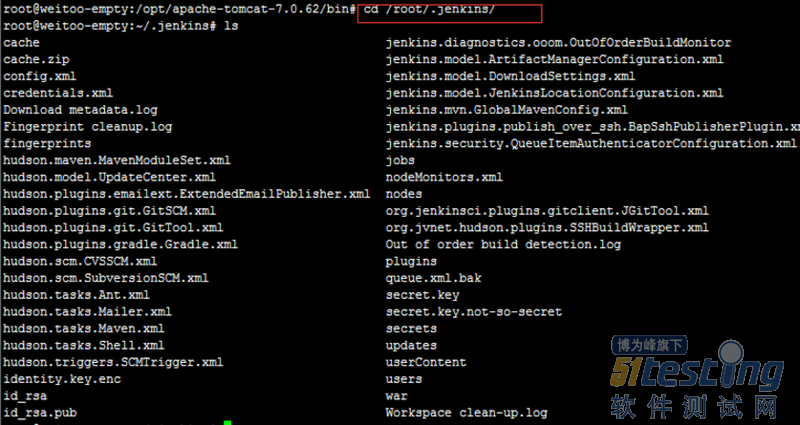 root@weitoo-empty:/opt/apache-tomcat-7.0.62/bin# cd /root/.jenkins/
root@weitoo-empty:~/.jenkins# ls
cache jenkins.diagnostics.ooom.OutOfOrderBuildMonitor
cache.zip jenkins.model.ArtifactManagerConfiguration.xml
config.xml jenkins.model.DownloadSettings.xml
credentials.xml jenkins.model.JenkinsLocationConfiguration.xml
Download metadata.log jenkins.mvn.GlobalMavenConfig.xml
Fingerprint cleanup.log jenkins.plugins.publish_over_ssh.BapSshPublisherPlugin.x
fingerprints jenkins.security.QueueItemAuthenticatorConfiguration.xml
hudson.maven.MavenModuleSet.xml jobs
hudson.model.UpdateCenter.xml nodeMonitors.xml
hudson.plugins.emailext.ExtendedEmailPublisher.xml nodes
hudson.plugins.git.GitSCM.xml org.jenkinsci.plugins.gitclient.JGitTool.xml
hudson.plugins.git.GitTool.xml org.jvnet.hudson.plugins.SSHBuildWrapper.xml
hudson.plugins.gradle.Gradle.xml Out of order build detection.log
hudson.scm.CVSSCM.xml plugins
hudson.scm.SubversionSCM.xml queue.xml.bak
hudson.tasks.Ant.xml secret.key
hudson.tasks.Mailer.xml secret.key.not-so-secret
hudson.tasks.Maven.xml secrets
hudson.tasks.Shell.xml updates
hudson.triggers.SCMTrigger.xml userContent
identity.key.enc users
id_rsa war
id_rsa.pub Workspace clean-up.log
博为峰旗下
51testing
软件测试网